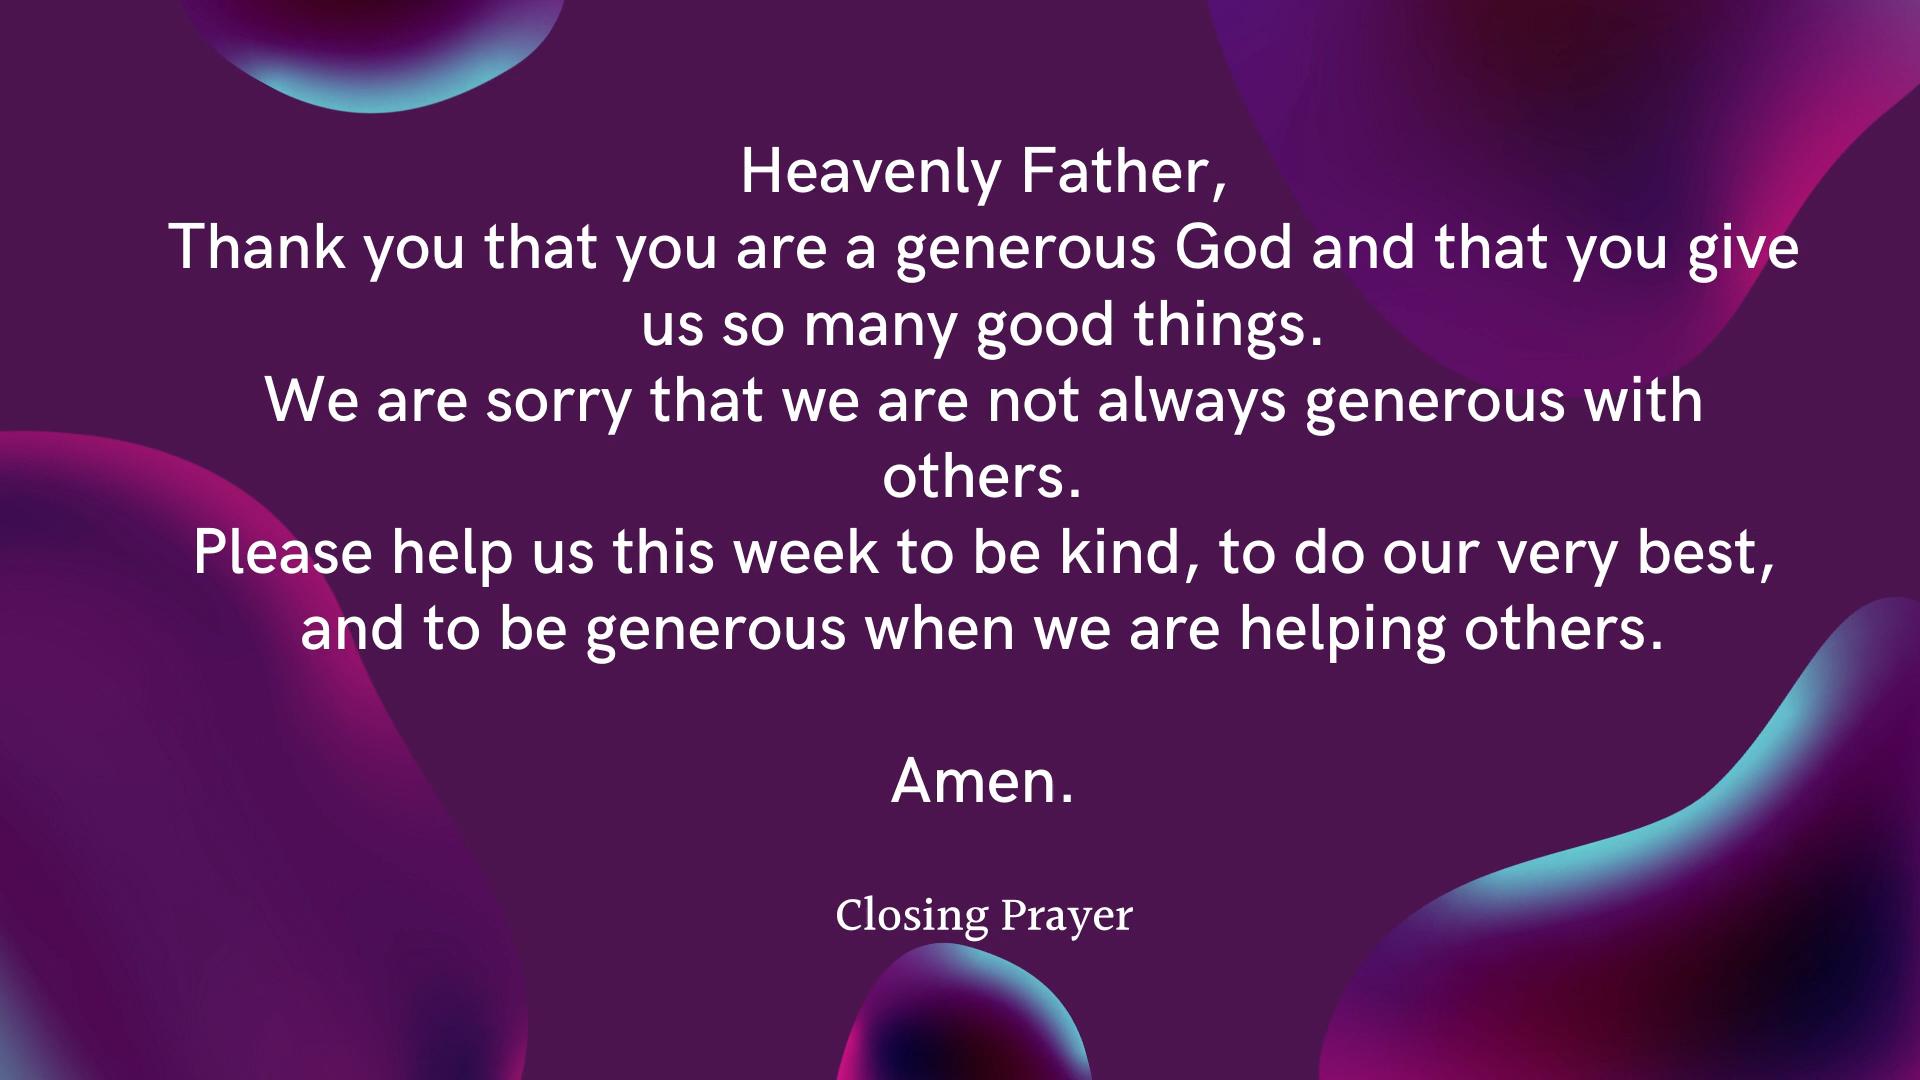 Heavenly Father,
Thank you that you are a generous God and that you give
us so many good things.
We are sorry that we are not always generous with
others.
Please help us this week to be kind, to do our very best,
and to be generous when we are helping others.
Amen.
Closing Prayer